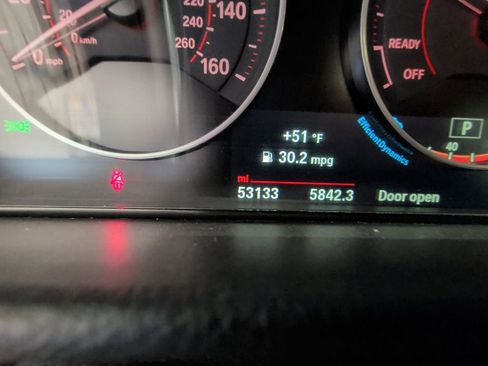 20
0 km/h
0 mph
220
240
260
140
160
READY
OFF
+51 °F
30.2 mpg
EfficientDynamics
P
40
mi
53133 5842.3 Door open